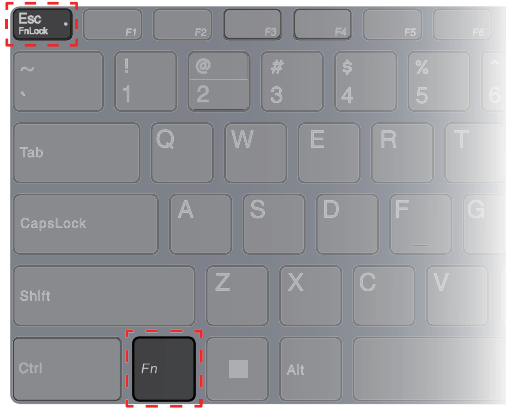 Esc
FnLock
F1 F2 F3 F4 F5 F6
~ ! @ # $ % ^
` 1 2 3 4 5 6
Tab Q W E R T
CapsLock A S D F G
Shift Z X C V
Ctrl Fn Alt